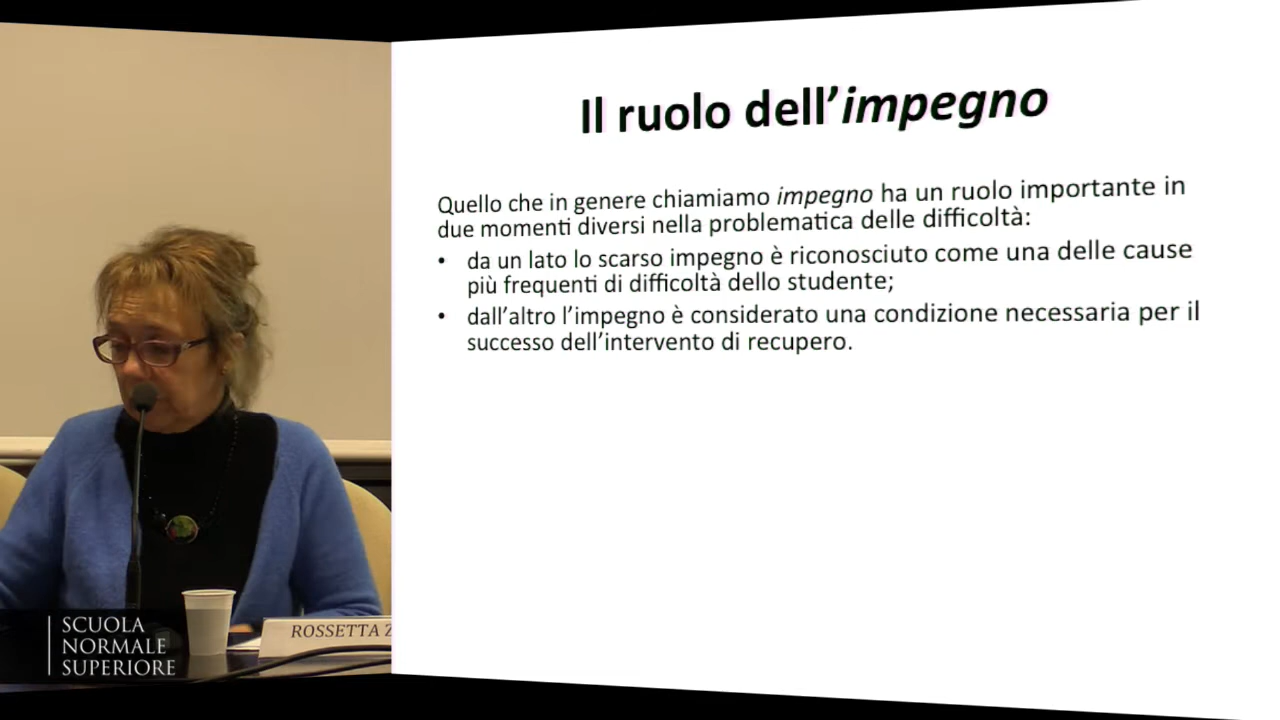 Il ruolo dell'impegno
Quello che in genere chiamiamo impegno ha un ruolo importante in
due momenti diversi nella problematica delle difficoltà:
• da un lato lo scarso impegno è riconosciuto come una delle cause
più frequenti di difficoltà dello studente;
• dall'altro l'impegno è considerato una condizione necessaria per il
successo dell'intervento di recupero.
SCUOLA
NORMALE
SUPERIORE
ROSSETTA Z